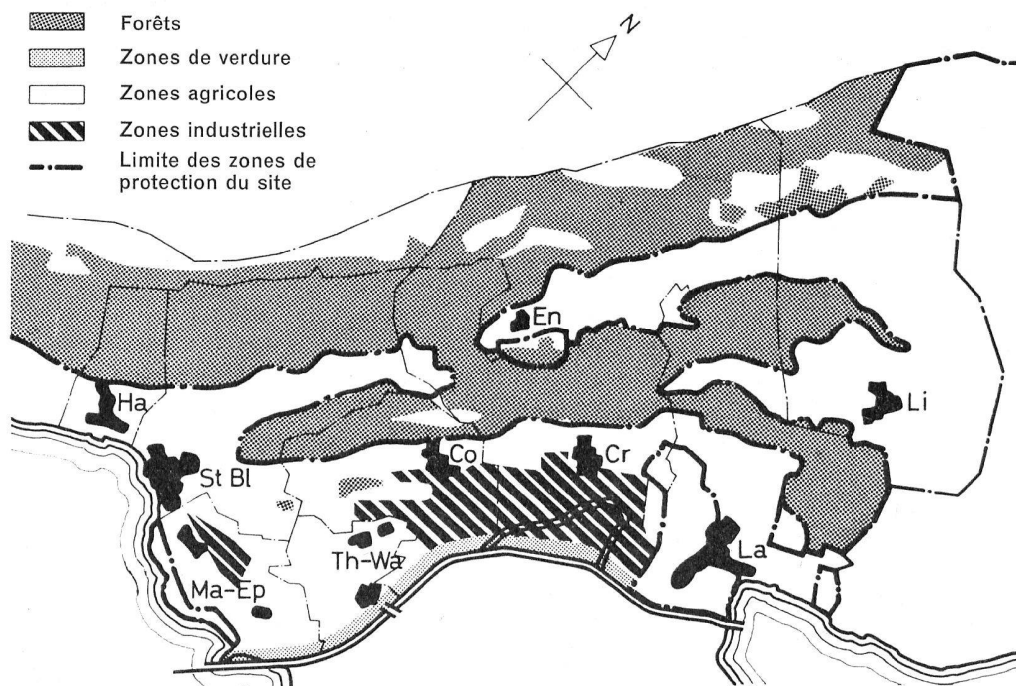 Forêts
Zones de verdure
Zones agricoles
Zones industrielles
Limite des zones de
protection du site
N
En
Ha
Li
St Bl
Co
Cr
Th-Wa
La
Ma-Ep